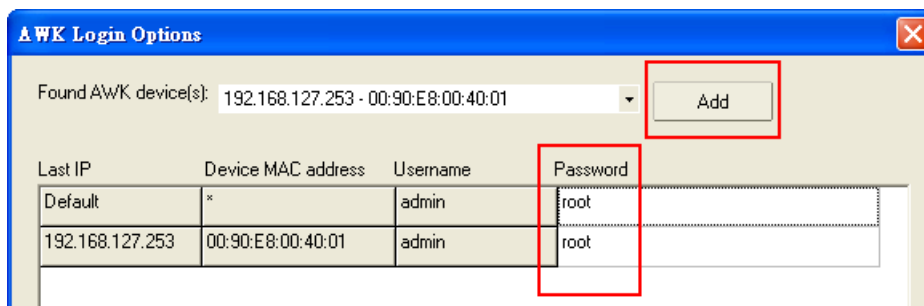 AWK Login Options
Found AWK device(s): 192.168.127.253 - 00:90:E8:00:40:01 Add
Last IP Device MAC address Username Password
Default * admin root
192.168.127.253 00:90:E8:00:40:01 admin root